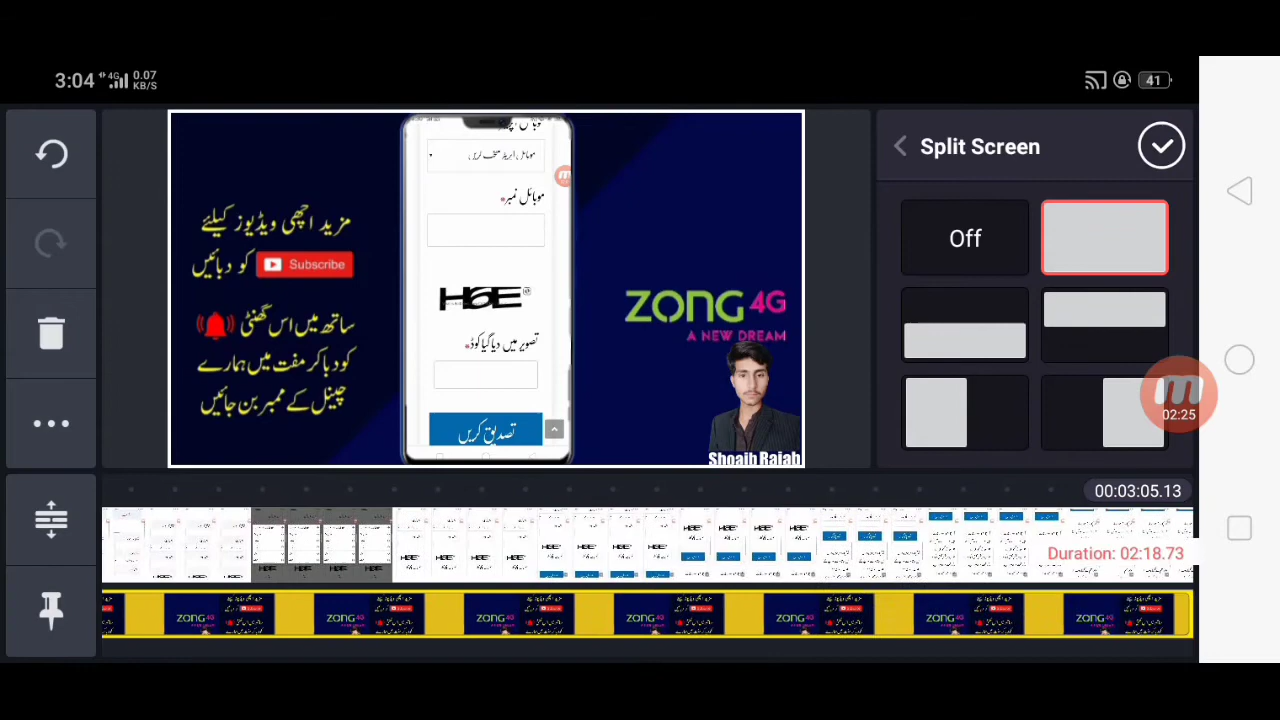 3:04 4G 0.07 KB/S 41
مزید اچھی ویڈیوز کیلئے
Subscribe کو دبائیں
ساتھ میں اس گھنٹی
کو دبا کر مفت میں ہمارے
چینل کے ممبر بن جائیں
موبائل نمبر*
H6E
تصویر میں دیا گیا کوڈ*
تصدیق کریں
ZONG 4G
A NEW DREAM
Shoaib Rajab
Split Screen
Off
02:25
00:03:05.13
Duration: 02:18.73